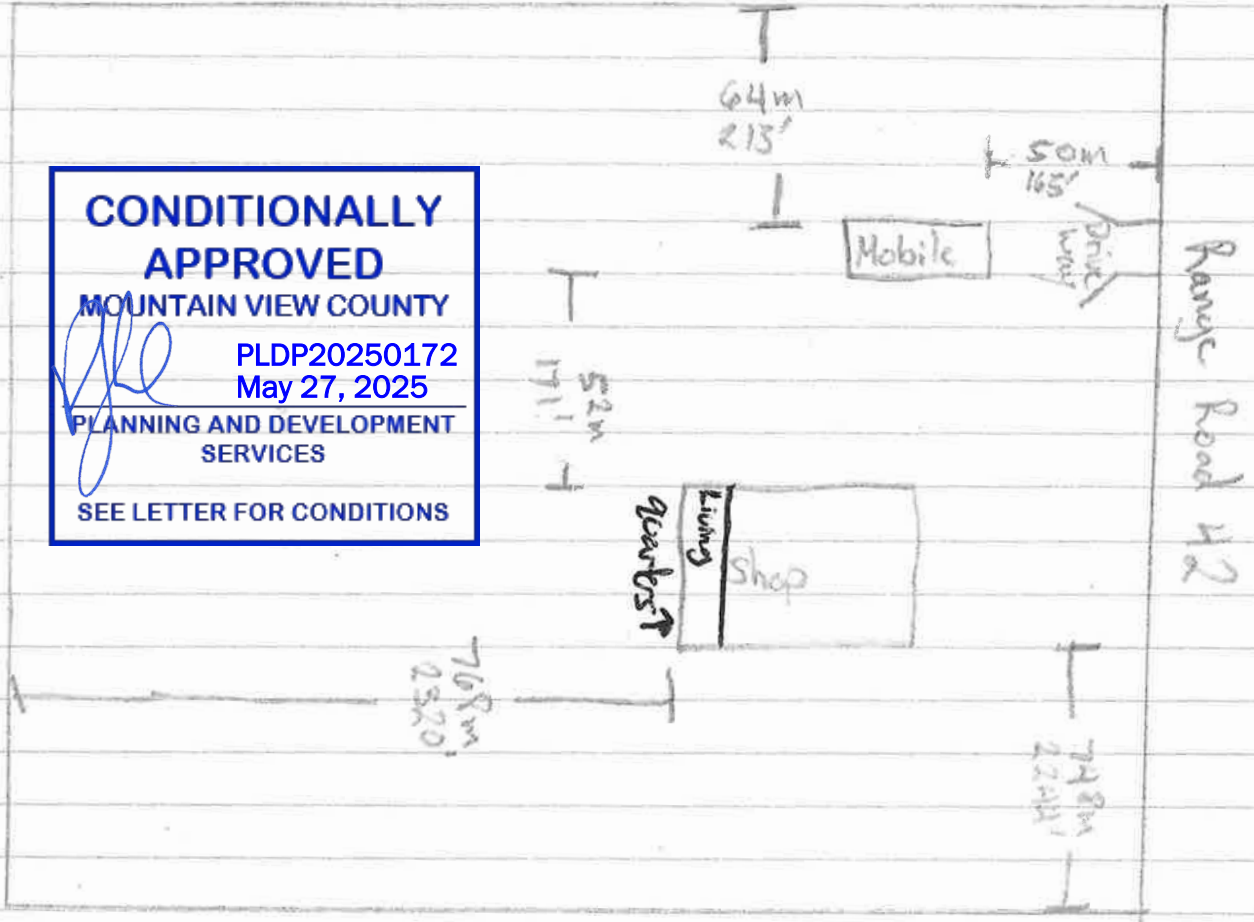 64m
213'
50m
165'
CONDITIONALLY
APPROVED
MOUNTAIN VIEW COUNTY
PLDP20250172
May 27, 2025
PLANNING AND DEVELOPMENT
SERVICES
SEE LETTER FOR CONDITIONS
Mobile
Drive
way
Range Road 42
52m
171'
Living
quarters↑
Shop
768m
2320'
748m
2244'